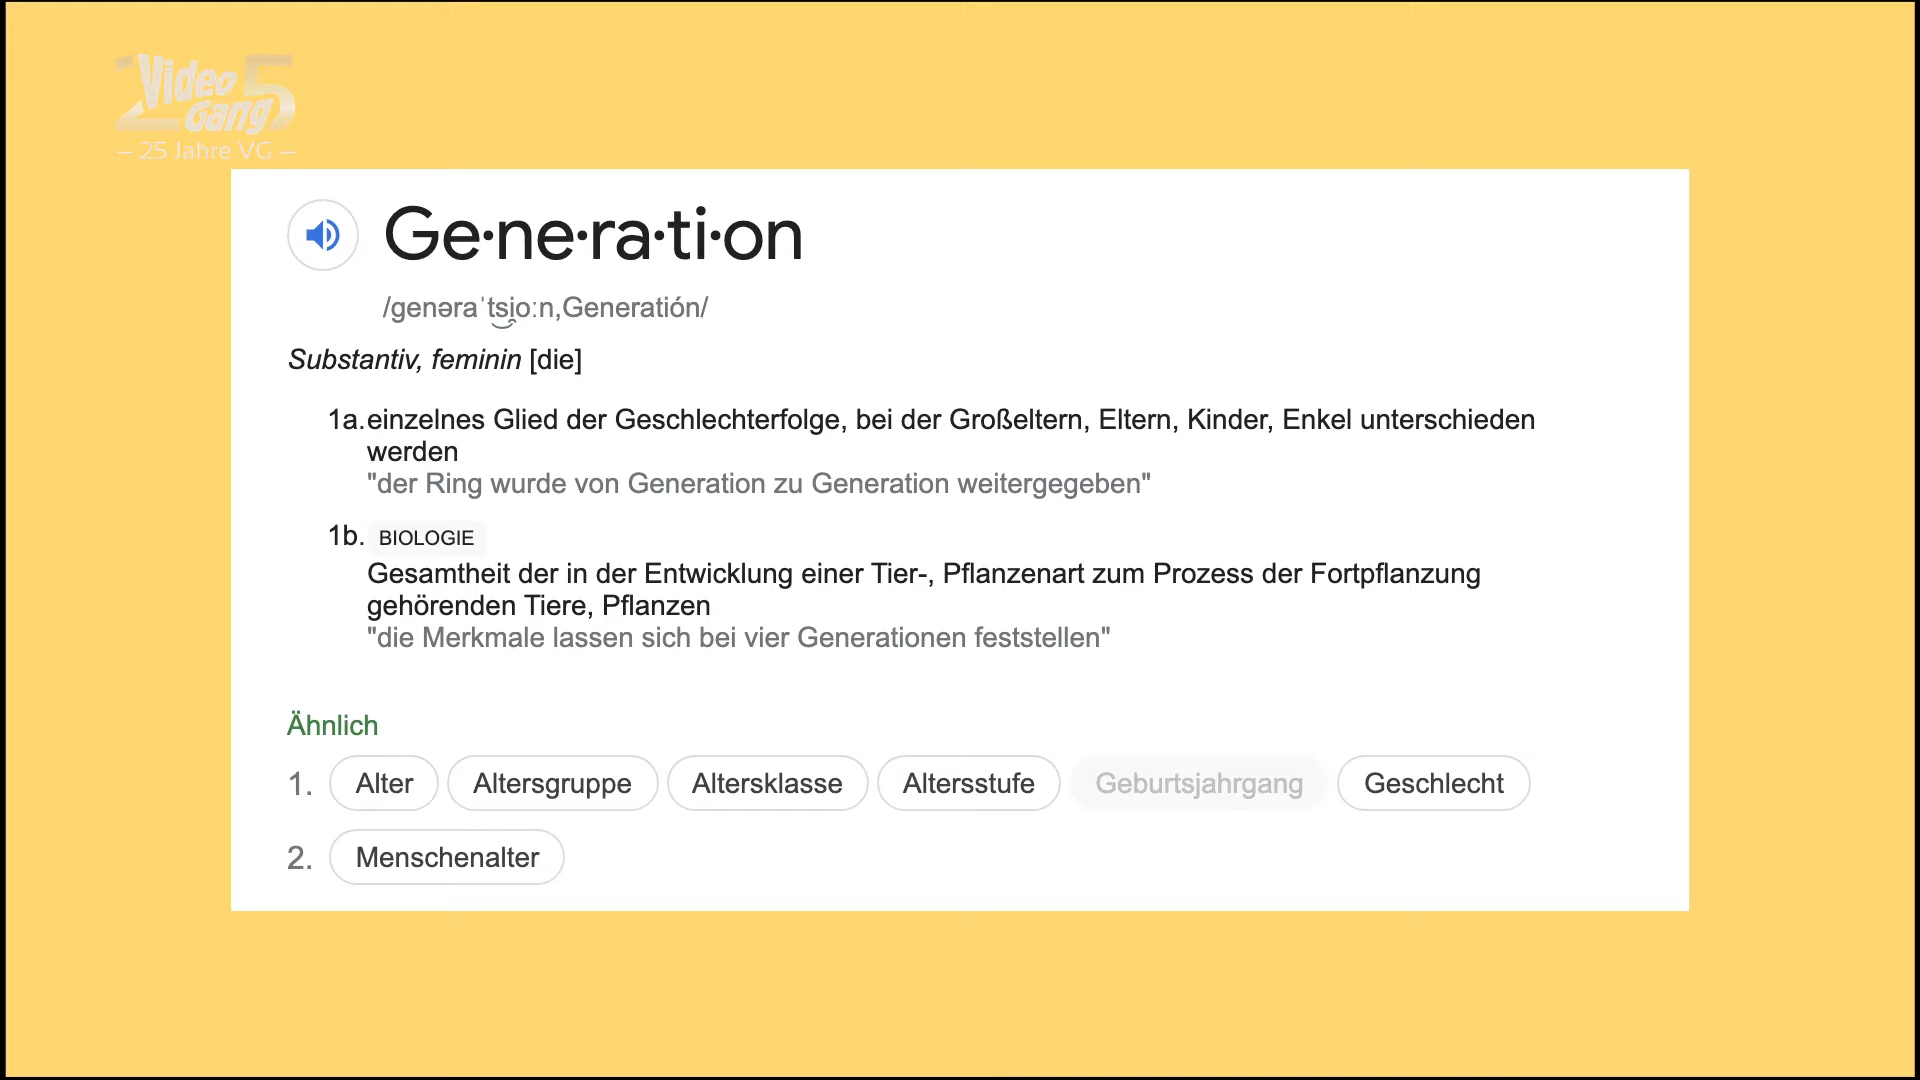 Video Gang 25
– 25 Jahre VG –
Ge·ne·ra·ti·on
/genəraˈt͜si̯oːn,Generatión/
Substantiv, feminin [die]
1a. einzelnes Glied der Geschlechterfolge, bei der Großeltern, Eltern, Kinder, Enkel unterschieden
werden
"der Ring wurde von Generation zu Generation weitergegeben"
1b. BIOLOGIE
Gesamtheit der in der Entwicklung einer Tier-, Pflanzenart zum Prozess der Fortpflanzung
gehörenden Tiere, Pflanzen
"die Merkmale lassen sich bei vier Generationen feststellen"
Ähnlich
1. Alter Altersgruppe Altersklasse Altersstufe Geburtsjahrgang Geschlecht
2. Menschenalter